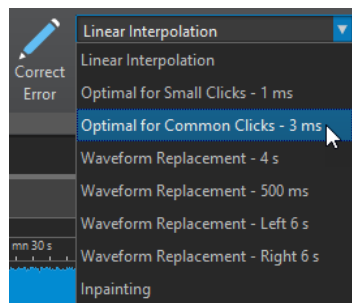 Linear Interpolation
Correct
Error
Linear Interpolation
Optimal for Small Clicks - 1 ms
Optimal for Common Clicks - 3 ms
Waveform Replacement - 4 s
Waveform Replacement - 500 ms
Waveform Replacement - Left 6 s
mn 30 s
Waveform Replacement - Right 6 s
Inpainting